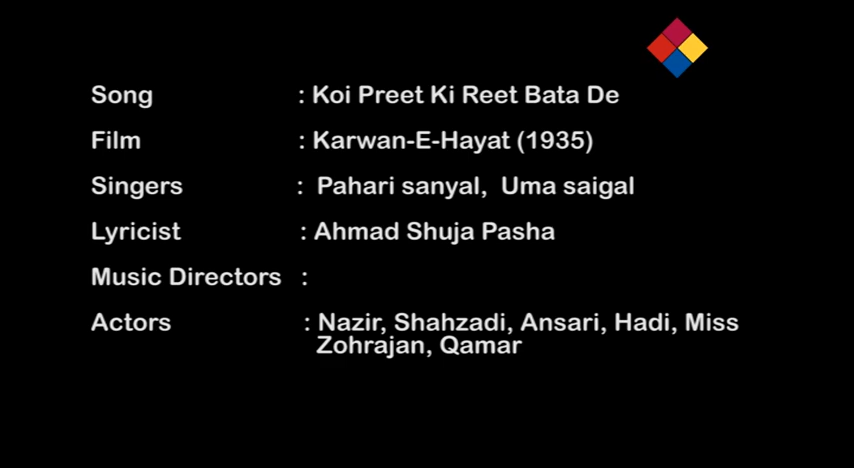 Song : Koi Preet Ki Reet Bata De
Film : Karwan-E-Hayat (1935)
Singers : Pahari sanyal, Uma saigal
Lyricist : Ahmad Shuja Pasha
Music Directors :
Actors : Nazir, Shahzadi, Ansari, Hadi, Miss
Zohrajan, Qamar